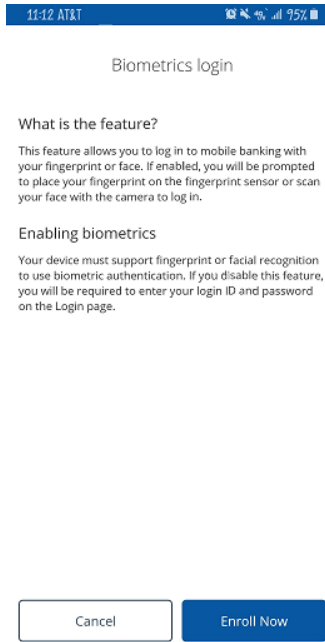 11:12 AT&T 95%
Biometrics login
What is the feature?
This feature allows you to log in to mobile banking with
your fingerprint or face. If enabled, you will be prompted
to place your fingerprint on the fingerprint sensor or scan
your face with the camera to log in.
Enabling biometrics
Your device must support fingerprint or facial recognition
to use biometric authentication. If you disable this feature,
you will be required to enter your login ID and password
on the Login page.
Cancel Enroll Now